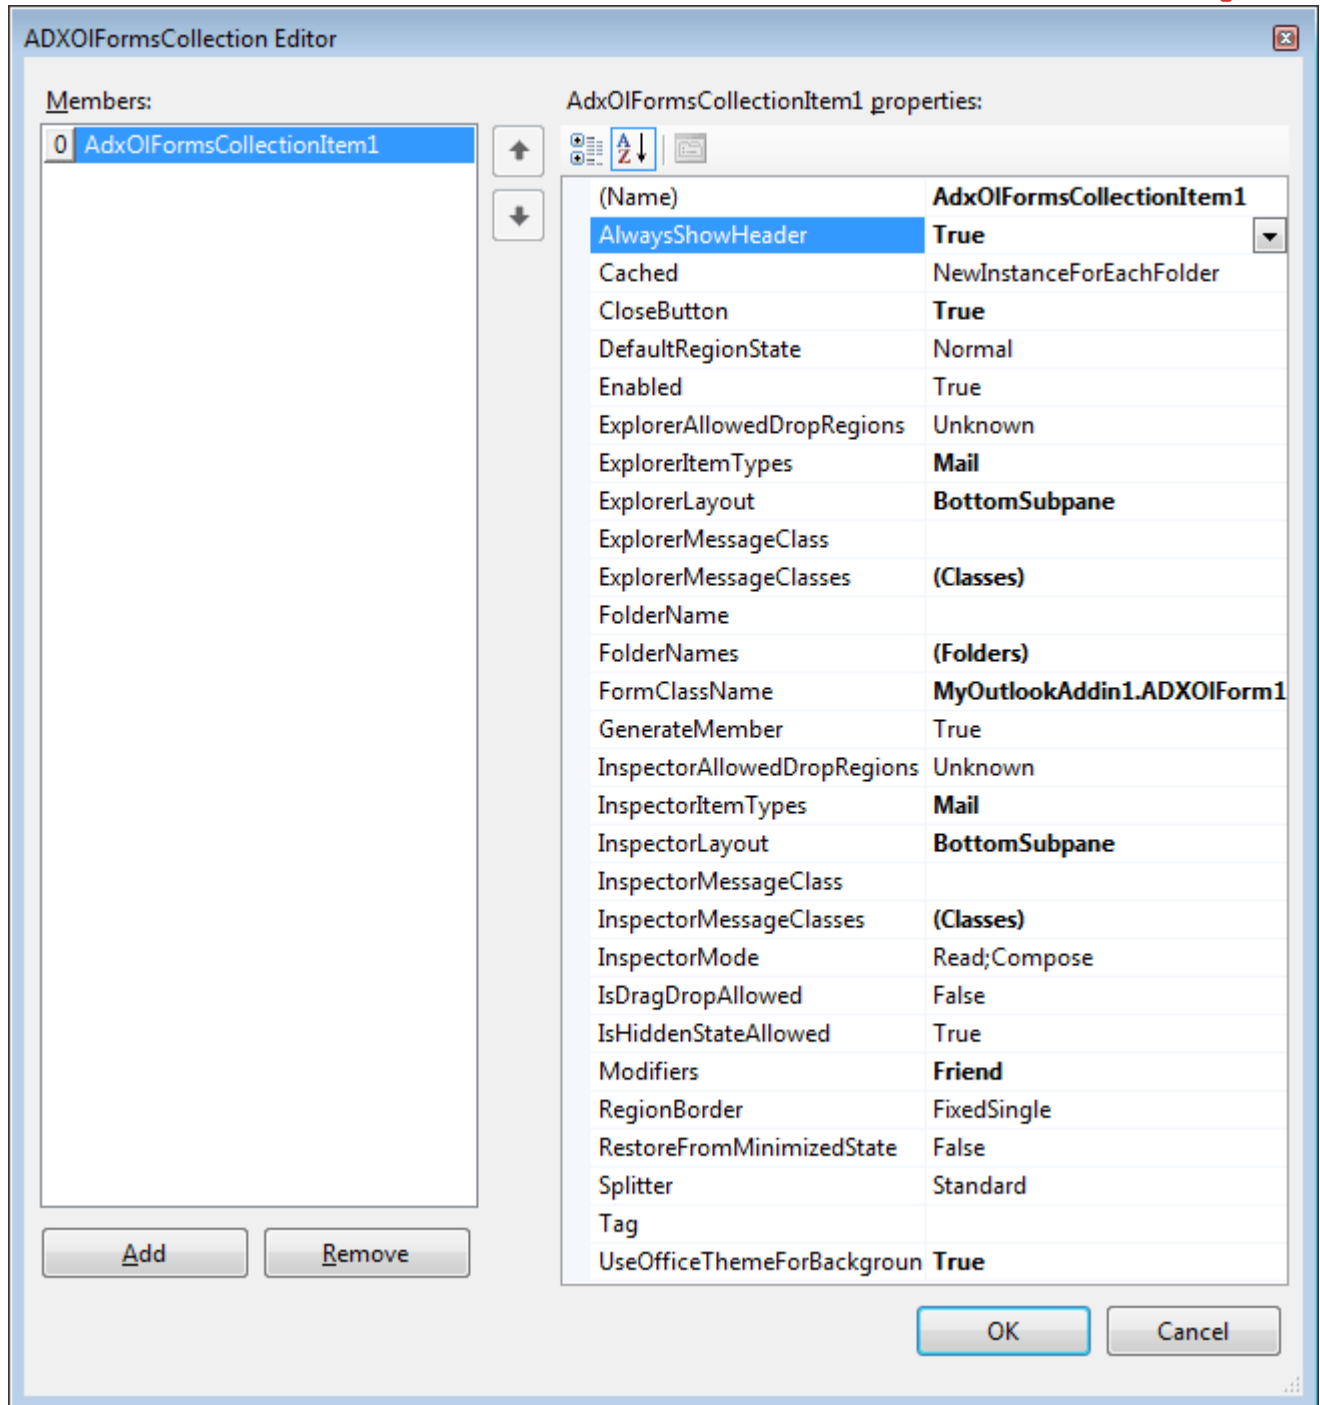 ADXOlFormsCollection Editor
Members:
AdxOlFormsCollectionItem1 properties:
0 AdxOlFormsCollectionItem1
(Name) AdxOlFormsCollectionItem1
AlwaysShowHeader True
Cached NewInstanceForEachFolder
CloseButton True
DefaultRegionState Normal
Enabled True
ExplorerAllowedDropRegions Unknown
ExplorerItemTypes Mail
ExplorerLayout BottomSubpane
ExplorerMessageClass
ExplorerMessageClasses (Classes)
FolderName
FolderNames (Folders)
FormClassName MyOutlookAddin1.ADXOlForm1
GenerateMember True
InspectorAllowedDropRegions Unknown
InspectorItemTypes Mail
InspectorLayout BottomSubpane
InspectorMessageClass
InspectorMessageClasses (Classes)
InspectorMode Read;Compose
IsDragDropAllowed False
IsHiddenStateAllowed True
Modifiers Friend
RegionBorder FixedSingle
RestoreFromMinimizedState False
Splitter Standard
Tag
UseOfficeThemeForBackgroun True
Add Remove
OK Cancel